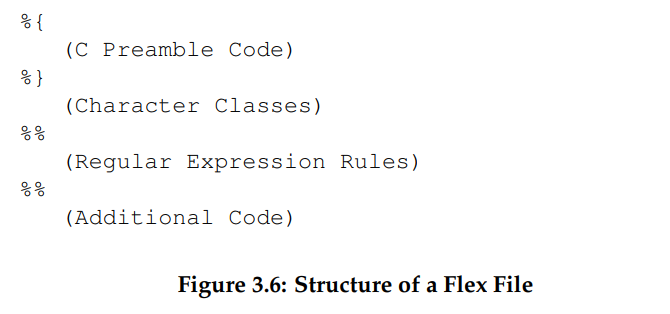 %{
(C Preamble Code)
%}
(Character Classes)
%%
(Regular Expression Rules)
%%
(Additional Code)
Figure 3.6: Structure of a Flex File